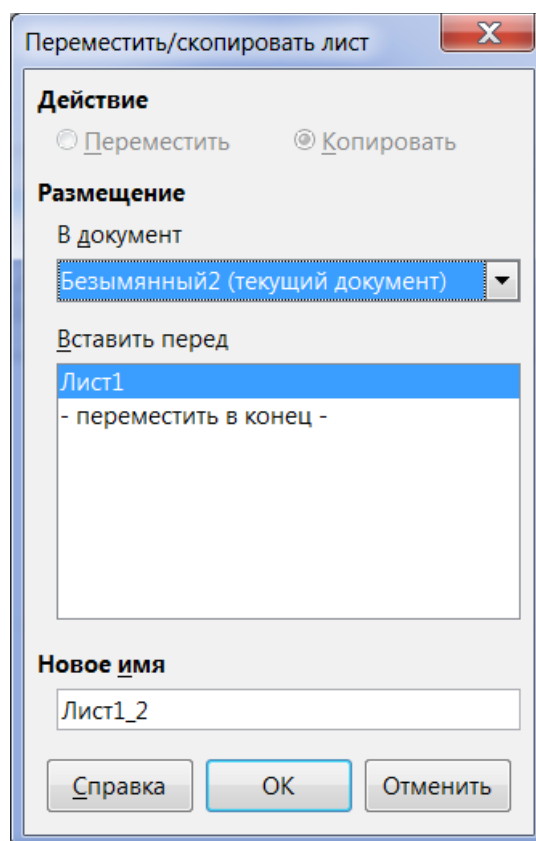 Переместить/скопировать лист
Действие
Переместить Копировать
Размещение
В документ
Безымянный2 (текущий документ)
Вставить перед
Лист1
- переместить в конец -
Новое имя
Лист1_2
Справка ОК Отменить